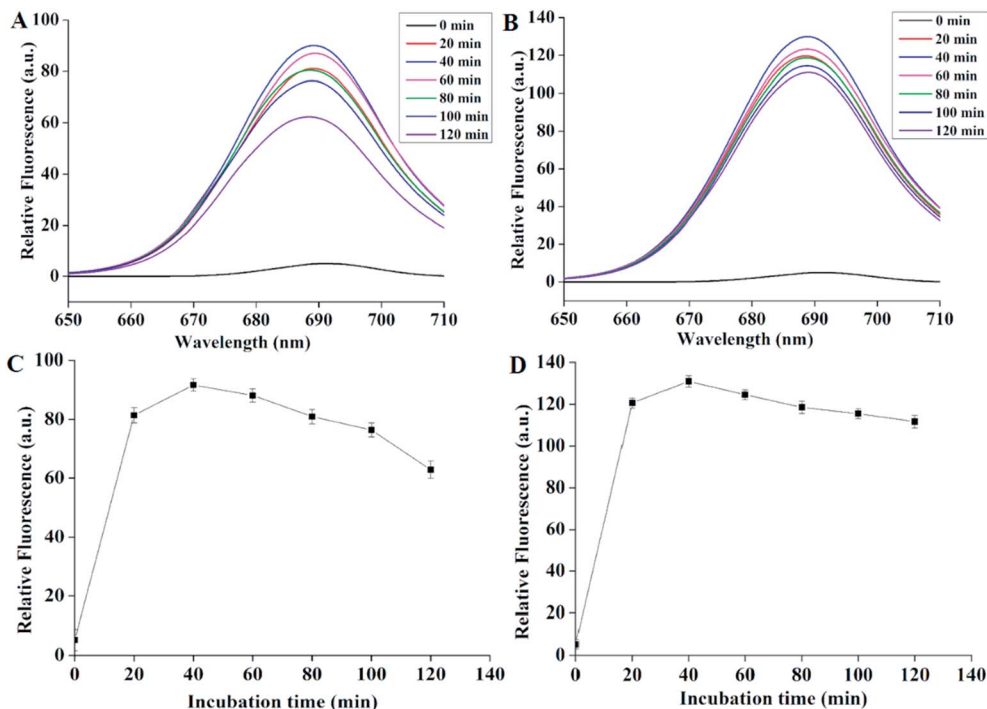 A
Relative Fluorescence (a.u.)
100
80
60
40
20
0
0 min
20 min
40 min
60 min
80 min
100 min
120 min
650 660 670 680 690 700 710
Wavelength (nm)
B
Relative Fluorescence (a.u.)
140
120
100
80
60
40
20
0
0 min
20 min
40 min
60 min
80 min
100 min
120 min
650 660 670 680 690 700 710
Wavelength (nm)
C
Relative Fluorescence (a.u.)
100
80
60
40
20
0
0 20 40 60 80 100 120 140
Incubation time (min)
D
Relative Fluorescence (a.u.)
140
120
100
80
60
40
20
0
0 20 40 60 80 100 120 140
Incubation time (min)